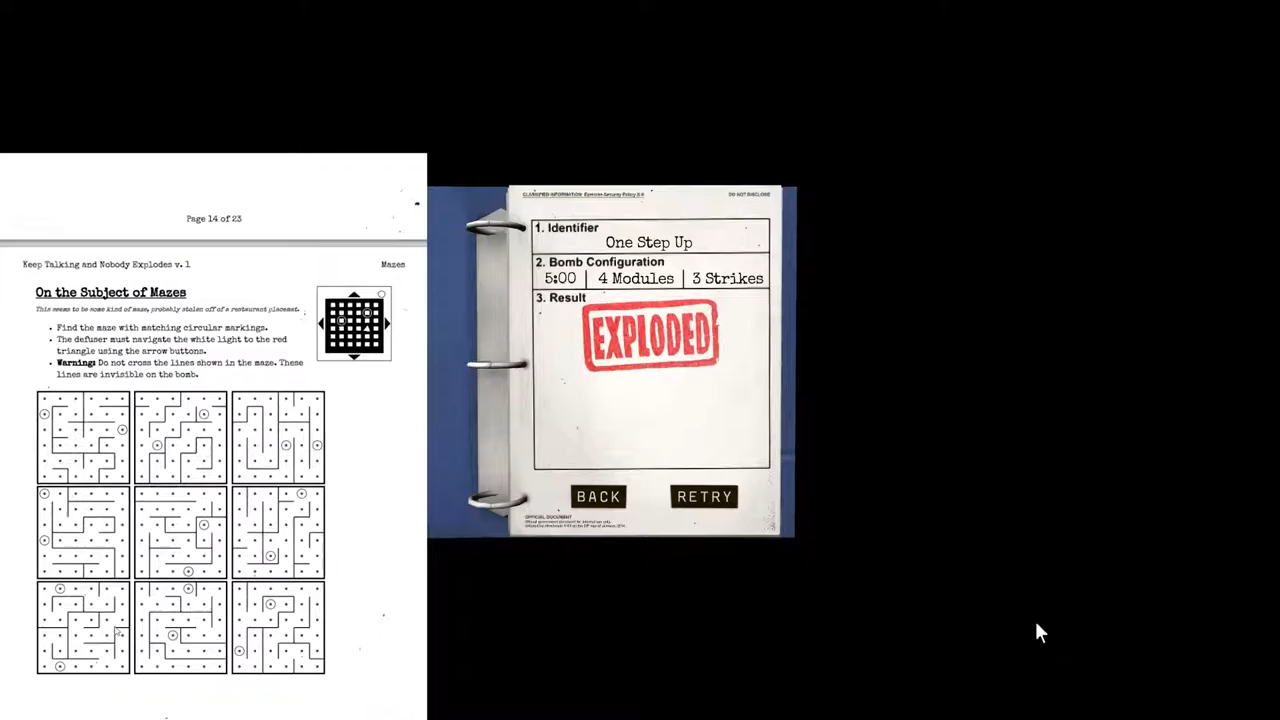 Page 14 of 23
Keep Talking and Nobody Explodes v. 1
Mazes
On the Subject of Mazes
This seems to be some kind of maze, probably stolen off of a restaurant placemat.
Find the maze with matching circular markings.
The defuser must navigate the white light to the red
triangle using the arrow buttons.
Warning: Do not cross the lines shown in the maze. These
lines are invisible on the bomb.
DO NOT DISCLOSE
1. Identifier
One Step Up
2. Bomb Configuration
5:00 | 4 Modules | 3 Strikes
3. Result
EXPLODED
BACK
RETRY
OFFICIAL DOCUMENT